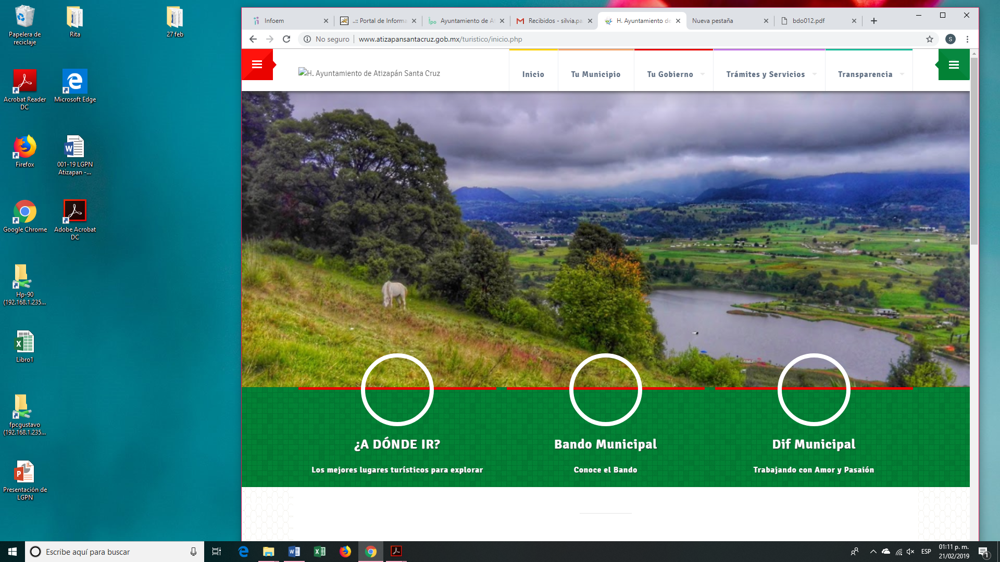 Papelera de
reciclaje
Rita
27 feb
Acrobat Reader
DC
Microsoft Edge
Firefox
001-19 LGPN
Atizapan -...
Google Chrome
Adobe Acrobat
DC
Hp-90
(192.168.1.235...
Libro1
fpcgustavo
(192.168.1.235...
Presentación de
LGPN
Infoem
..:: Portal de Informa
Ayuntamiento de A
Recibidos - silvia.pa
H. Ayuntamiento de
Nueva pestaña
bdo012.pdf
No seguro
www.atizapansantacruz.gob.mx/turistico/inicio.php
S
H. Ayuntamiento de Atizapán Santa Cruz
Inicio
Tu Municipio
Tu Gobierno
Trámites y Servicios
Transparencia
¿A DÓNDE IR?
Los mejores lugares turísticos para explorar
Bando Municipal
Conoce el Bando
Dif Municipal
Trabajando con Amor y Pasaión
Escribe aquí para buscar
ESP
01:11 p. m.
21/02/2019
1